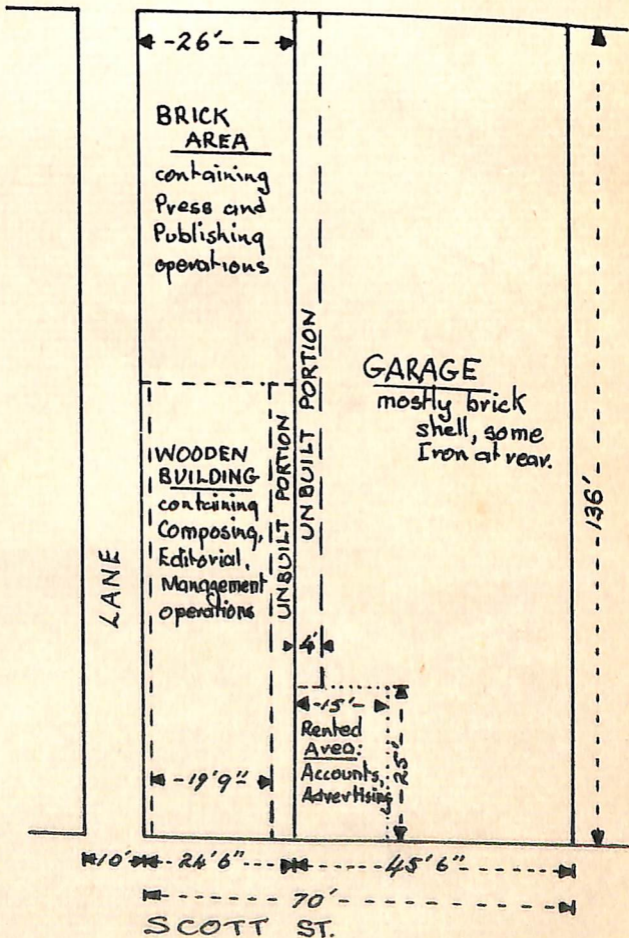 26'
BRICK
AREA
containing
Press and
Publishing
operations
UNBUILT PORTION
GARAGE
mostly brick
shell, some
Iron at rear.
136'
WOODEN
BUILDING
containing
Composing,
Editorial,
Management
operations
UNBUILT PORTION
LANE
4'
15'
Rented
Area:
Accounts,
Advertising
25'
19'9"
10'
24'6"
45'6"
70'
SCOTT ST.